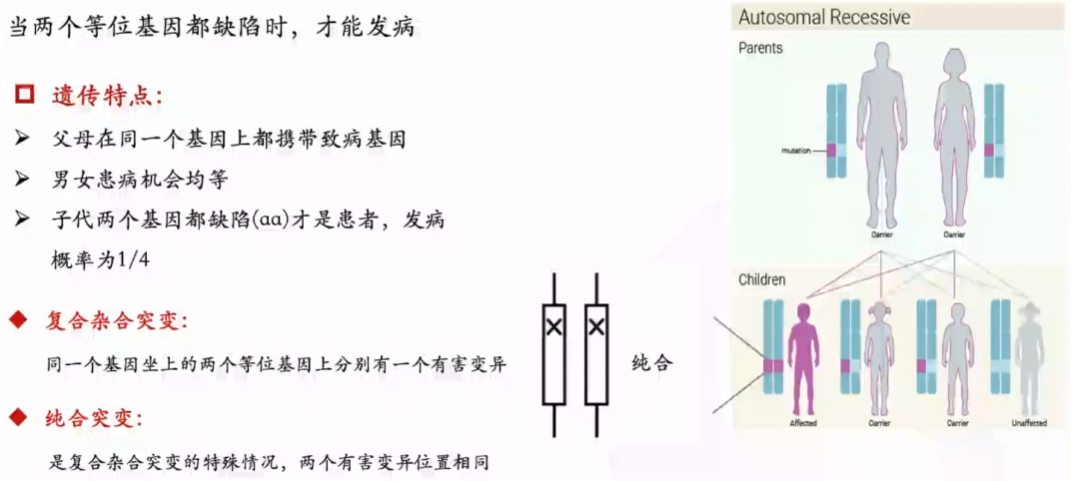 当两个等位基因都缺陷时，才能发病
遗传特点：
父母在同一个基因上都携带致病基因
男女患病机会均等
子代两个基因都缺陷(aa)才是患者，发病
概率为1/4
复合杂合突变：
同一个基因坐上的两个等位基因上分别有一个有害变异
纯合突变：
是复合杂合突变的特殊情况，两个有害变异位置相同
纯合
Autosomal Recessive
Parents
mutation
Carrier
Carrier
Children
Affected
Carrier
Carrier
Unaffected